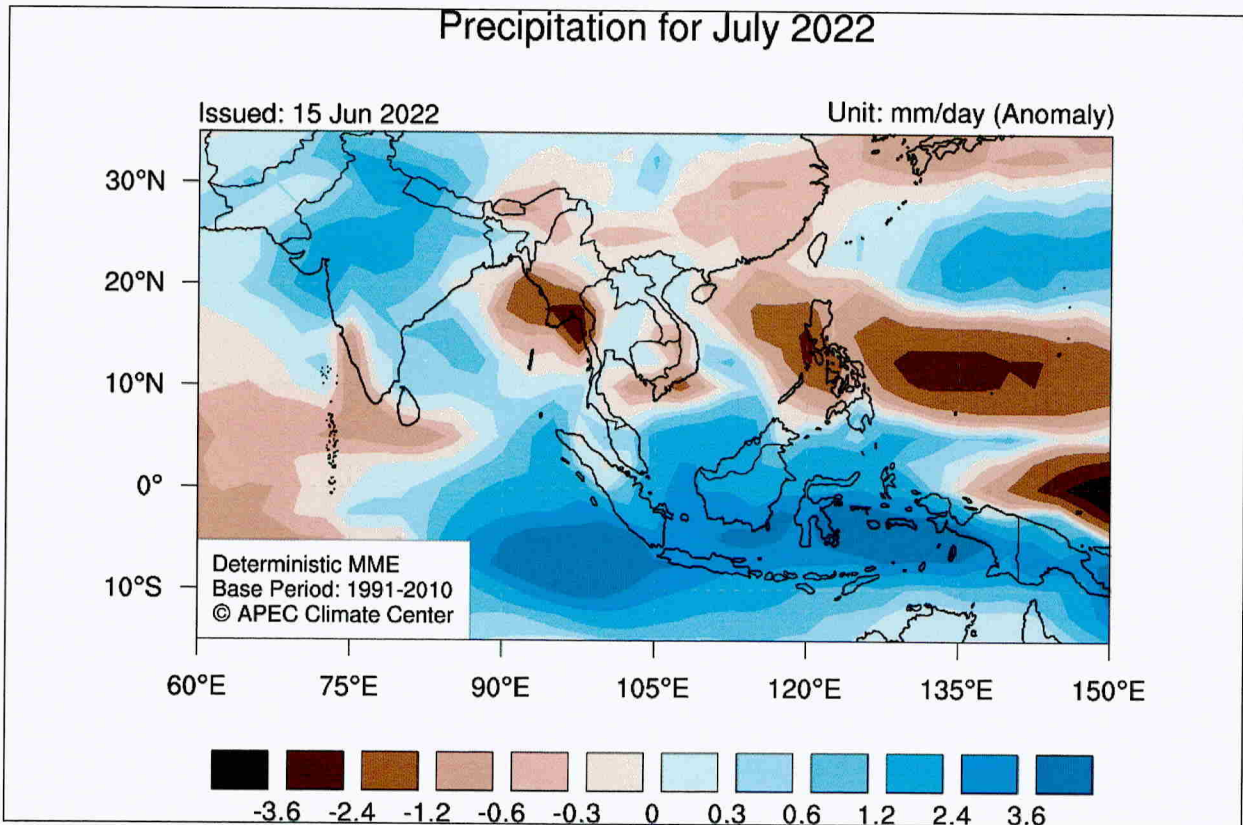 Precipitation for July 2022
Issued: 15 Jun 2022
Unit: mm/day (Anomaly)
30°N
20°N
10°N
0°
10°S
Deterministic MME
Base Period: 1991-2010
© APEC Climate Center
60°E 75°E 90°E 105°E 120°E 135°E 150°E
-3.6 -2.4 -1.2 -0.6 -0.3 0 0.3 0.6 1.2 2.4 3.6